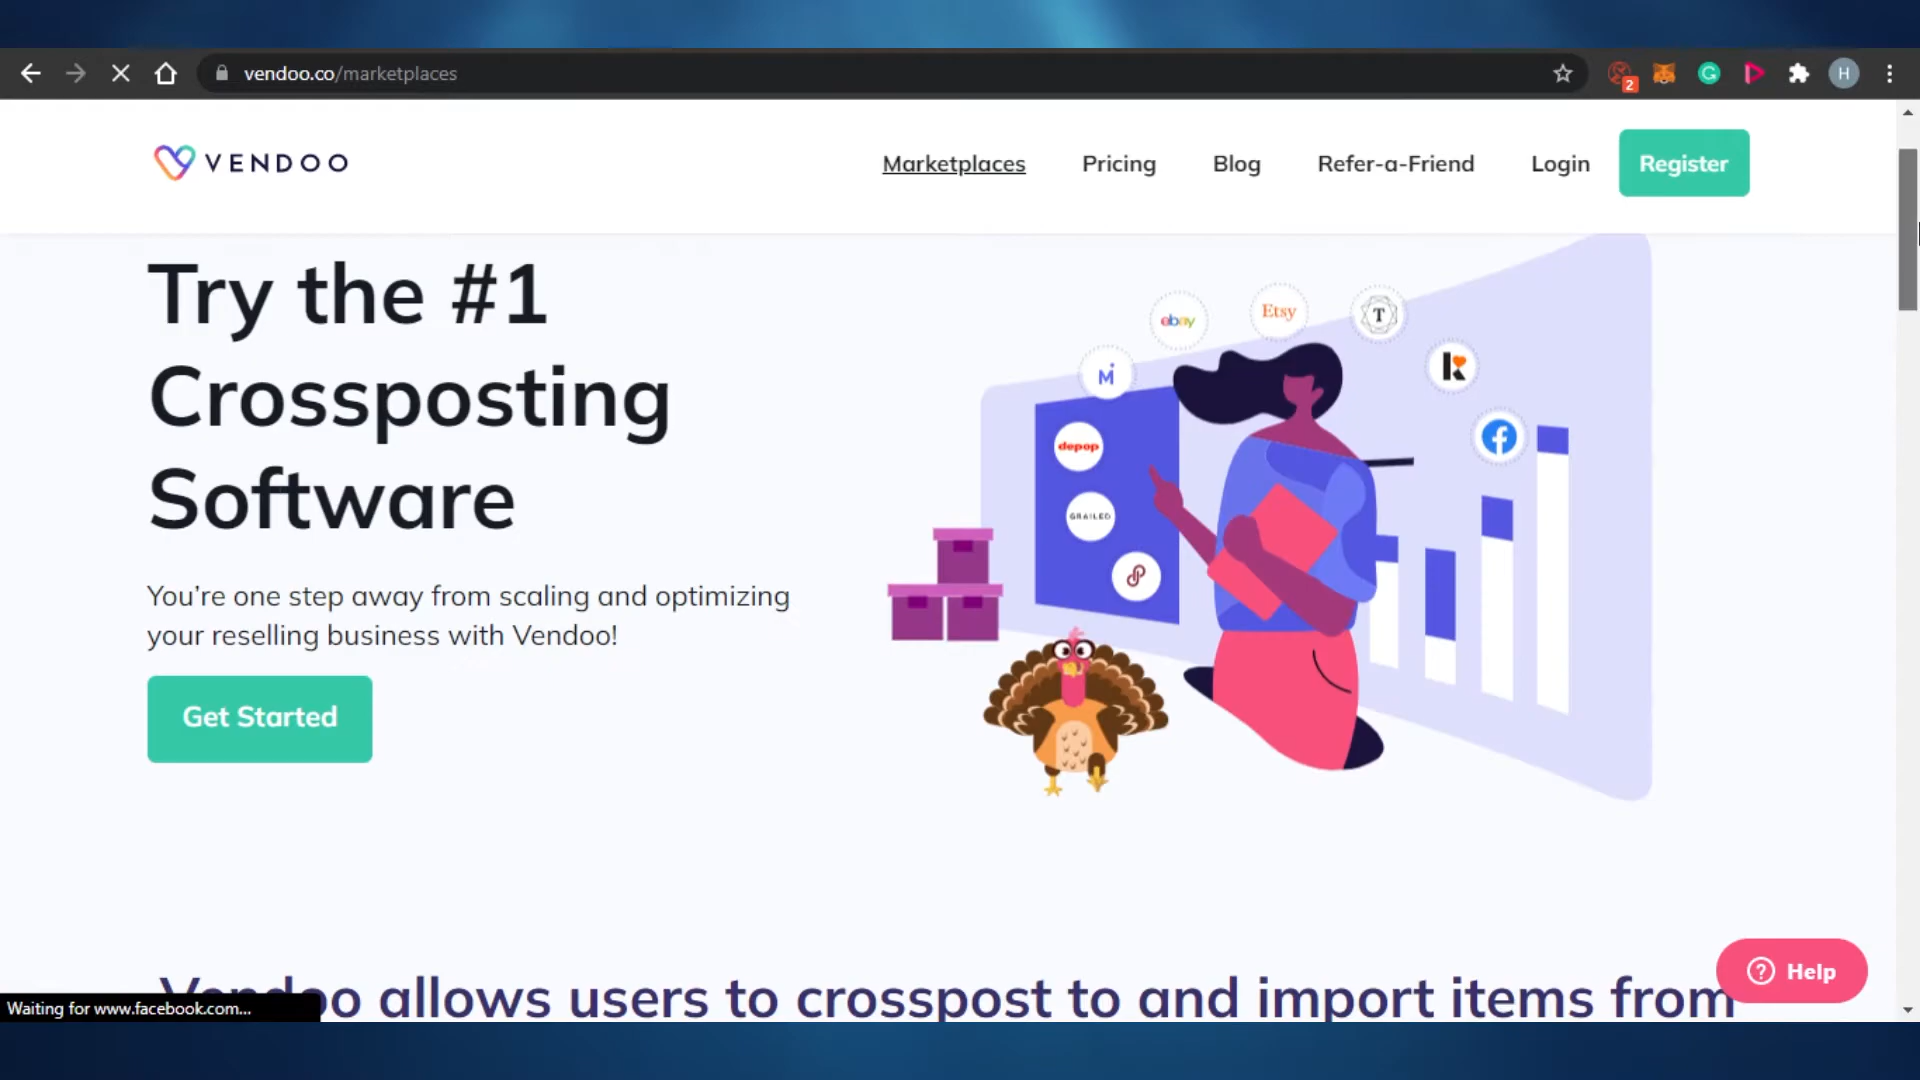 vendoo.co/marketplaces
2
H
VENDOO
Marketplaces
Pricing
Blog
Refer-a-Friend
Login
Register
Try the #1
Crossposting
Software
You’re one step away from scaling and optimizing
your reselling business with Vendoo!
Get Started
ebay
Etsy
T
M
depop
GRAILED
Help
Vendoo allows users to crosspost to and import items from
Waiting for www.facebook.com...